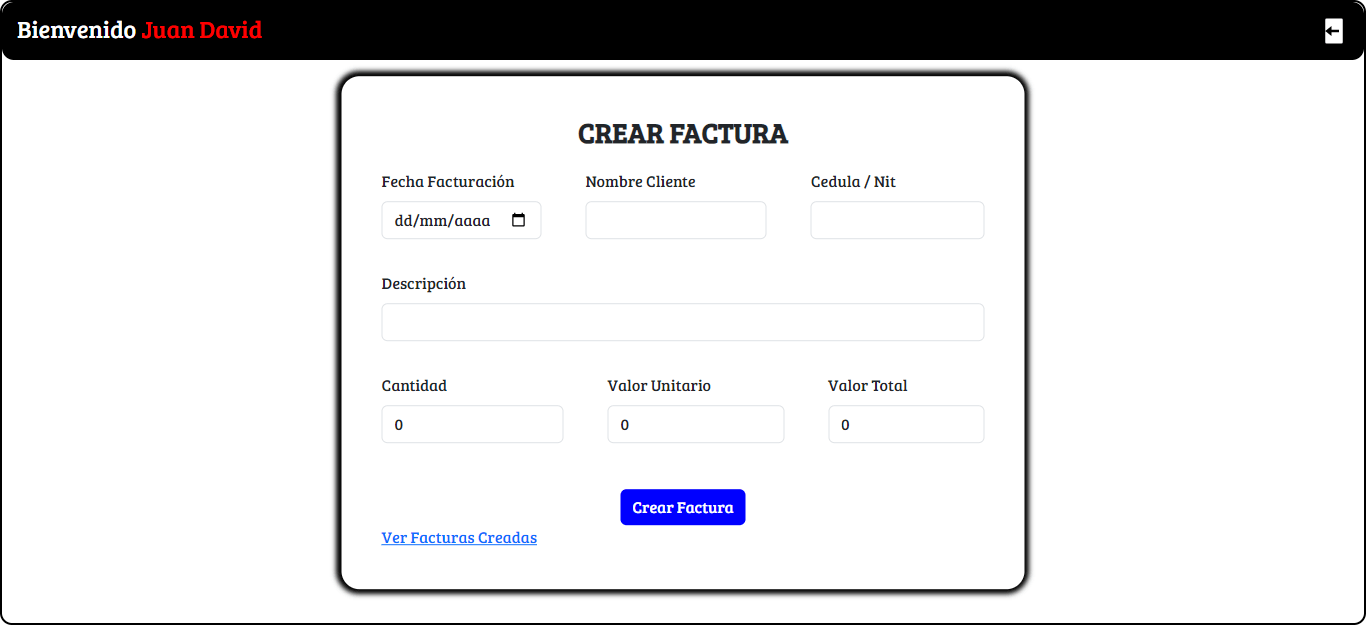 Bienvenido Juan David
CREAR FACTURA
Fecha Facturación Nombre Cliente Cedula / Nit
dd/mm/aaaa
Descripción
Cantidad Valor Unitario Valor Total
0 0 0
Crear Factura
Ver Facturas Creadas